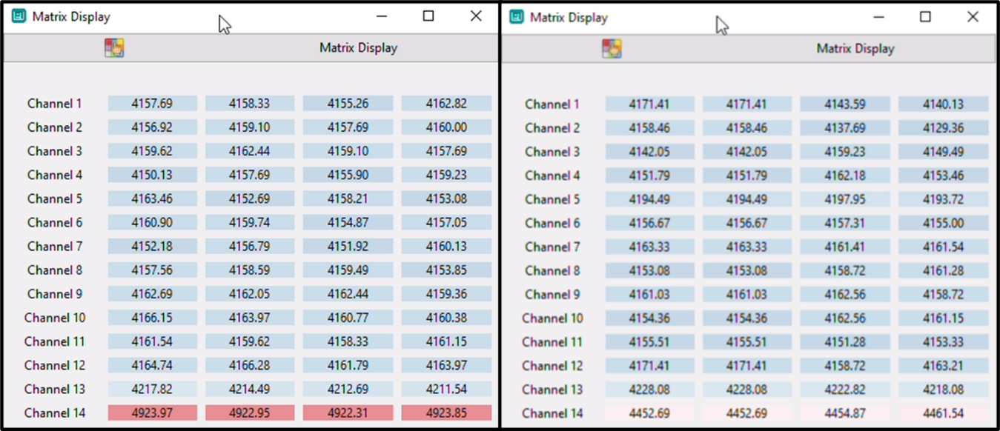 Matrix Display
Matrix Display
Channel 1 4157.69 4158.33 4155.26 4162.82
Channel 2 4156.92 4159.10 4157.69 4160.00
Channel 3 4159.62 4162.44 4159.10 4157.69
Channel 4 4150.13 4157.69 4155.90 4159.23
Channel 5 4163.46 4152.69 4158.21 4153.08
Channel 6 4160.90 4159.74 4154.87 4157.05
Channel 7 4152.18 4156.79 4151.92 4160.13
Channel 8 4157.56 4158.59 4159.49 4153.85
Channel 9 4162.69 4162.05 4162.44 4159.36
Channel 10 4166.15 4163.97 4160.77 4160.38
Channel 11 4161.54 4159.62 4158.33 4161.15
Channel 12 4164.74 4166.28 4161.79 4163.97
Channel 13 4217.82 4214.49 4212.69 4211.54
Channel 14 4923.97 4922.95 4922.31 4923.85
Matrix Display
Matrix Display
Channel 1 4171.41 4171.41 4143.59 4140.13
Channel 2 4158.46 4158.46 4137.69 4129.36
Channel 3 4142.05 4142.05 4159.23 4149.49
Channel 4 4151.79 4151.79 4162.18 4153.46
Channel 5 4194.49 4194.49 4197.95 4193.72
Channel 6 4156.67 4156.67 4157.31 4155.00
Channel 7 4163.33 4163.33 4161.41 4161.54
Channel 8 4153.08 4153.08 4158.72 4161.28
Channel 9 4161.03 4161.03 4162.56 4158.72
Channel 10 4154.36 4154.36 4162.56 4161.15
Channel 11 4155.51 4155.51 4151.28 4153.33
Channel 12 4171.41 4171.41 4158.72 4163.21
Channel 13 4228.08 4228.08 4222.82 4218.08
Channel 14 4452.69 4452.69 4454.87 4461.54